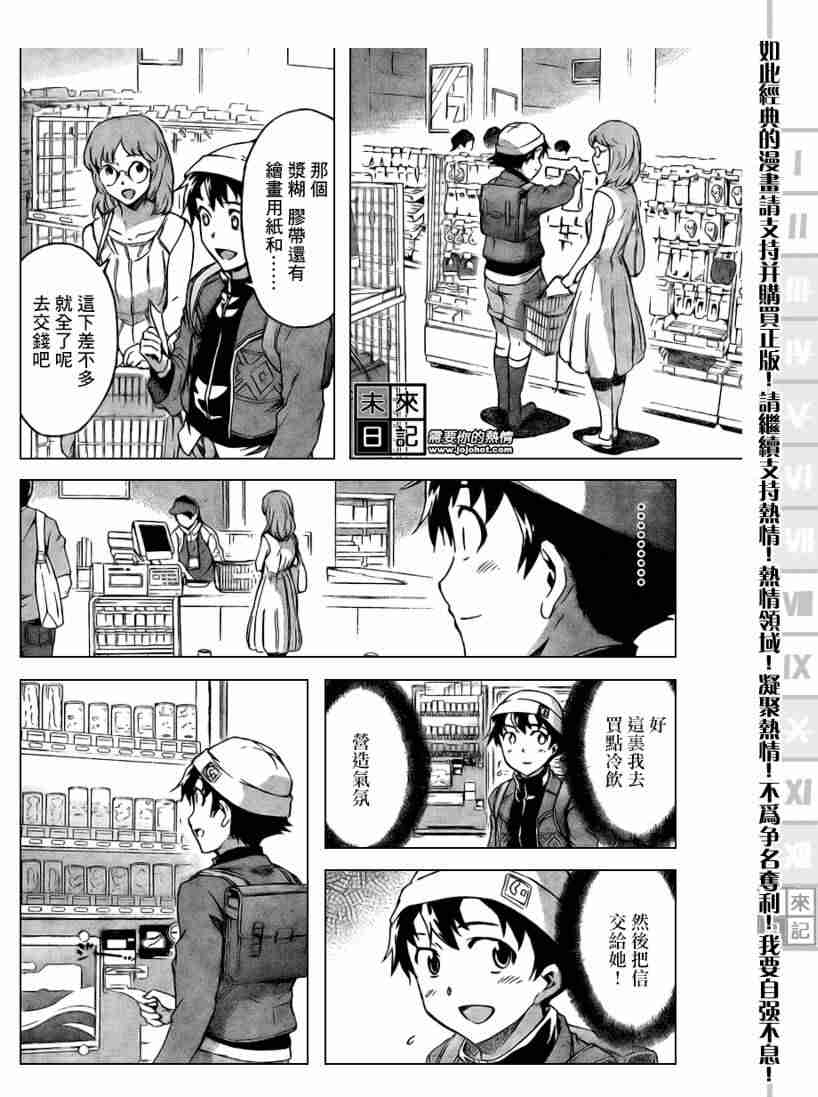 那個
漿糊 膠帶還有
繪畫用紙和……
這下差不多
就全了呢
去交錢吧
未來
日記
需要你的熱情
www.jojohot.com
………
好
這裏我去
買點冷飲
營造氣氛
然後把信
交給她！
如此經典的漫畫請支持并購買正版！請繼續支持熱情！熱情領域！凝聚熱情！不爲争名奪利！我要自强不息！
I
II
III
IV
V
VI
VII
VIII
IX
X
XI
XII
來
記